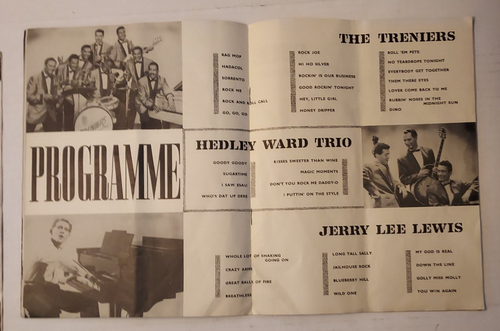 PROGRAMME
THE TRENIERS
RAG MOP
HADACOL
SORRENTO
ROCK ME
ROCK AND ROLL CALL
GO, GO, GO
ROCK JOE
HI HO SILVER
ROCKIN' IS OUR BUSINESS
GOOD ROCKIN' TONIGHT
HEY, LITTLE GIRL
HONEY DRIPPER
ROLL 'EM PETE
NO TEARDROPS TONIGHT
EVERYBODY GET TOGETHER
THEM THERE EYES
LOVER COME BACK TO ME
RUBBIN' NOSES IN THE
MIDNIGHT SUN
DINO
HEDLEY WARD TRIO
GOODY GOODY
SUGARTIME
I SAW ESAU
WHO'S DAT UP DERE
KISSES SWEETER THAN WINE
MAGIC MOMENTS
DON'T YOU ROCK ME DADDY-O
PUTTIN' ON THE STYLE
JERRY LEE LEWIS
WHOLE LOT OF SHAKING
GOING ON
CRAZY ARMS
GREAT BALLS OF FIRE
BREATHLESS
LONG TALL SALLY
JAILHOUSE ROCK
BLUEBERRY HILL
WILD ONE
MY GOD IS REAL
DOWN THE LINE
GOLLY MISS MOLLY
YOU WIN AGAIN